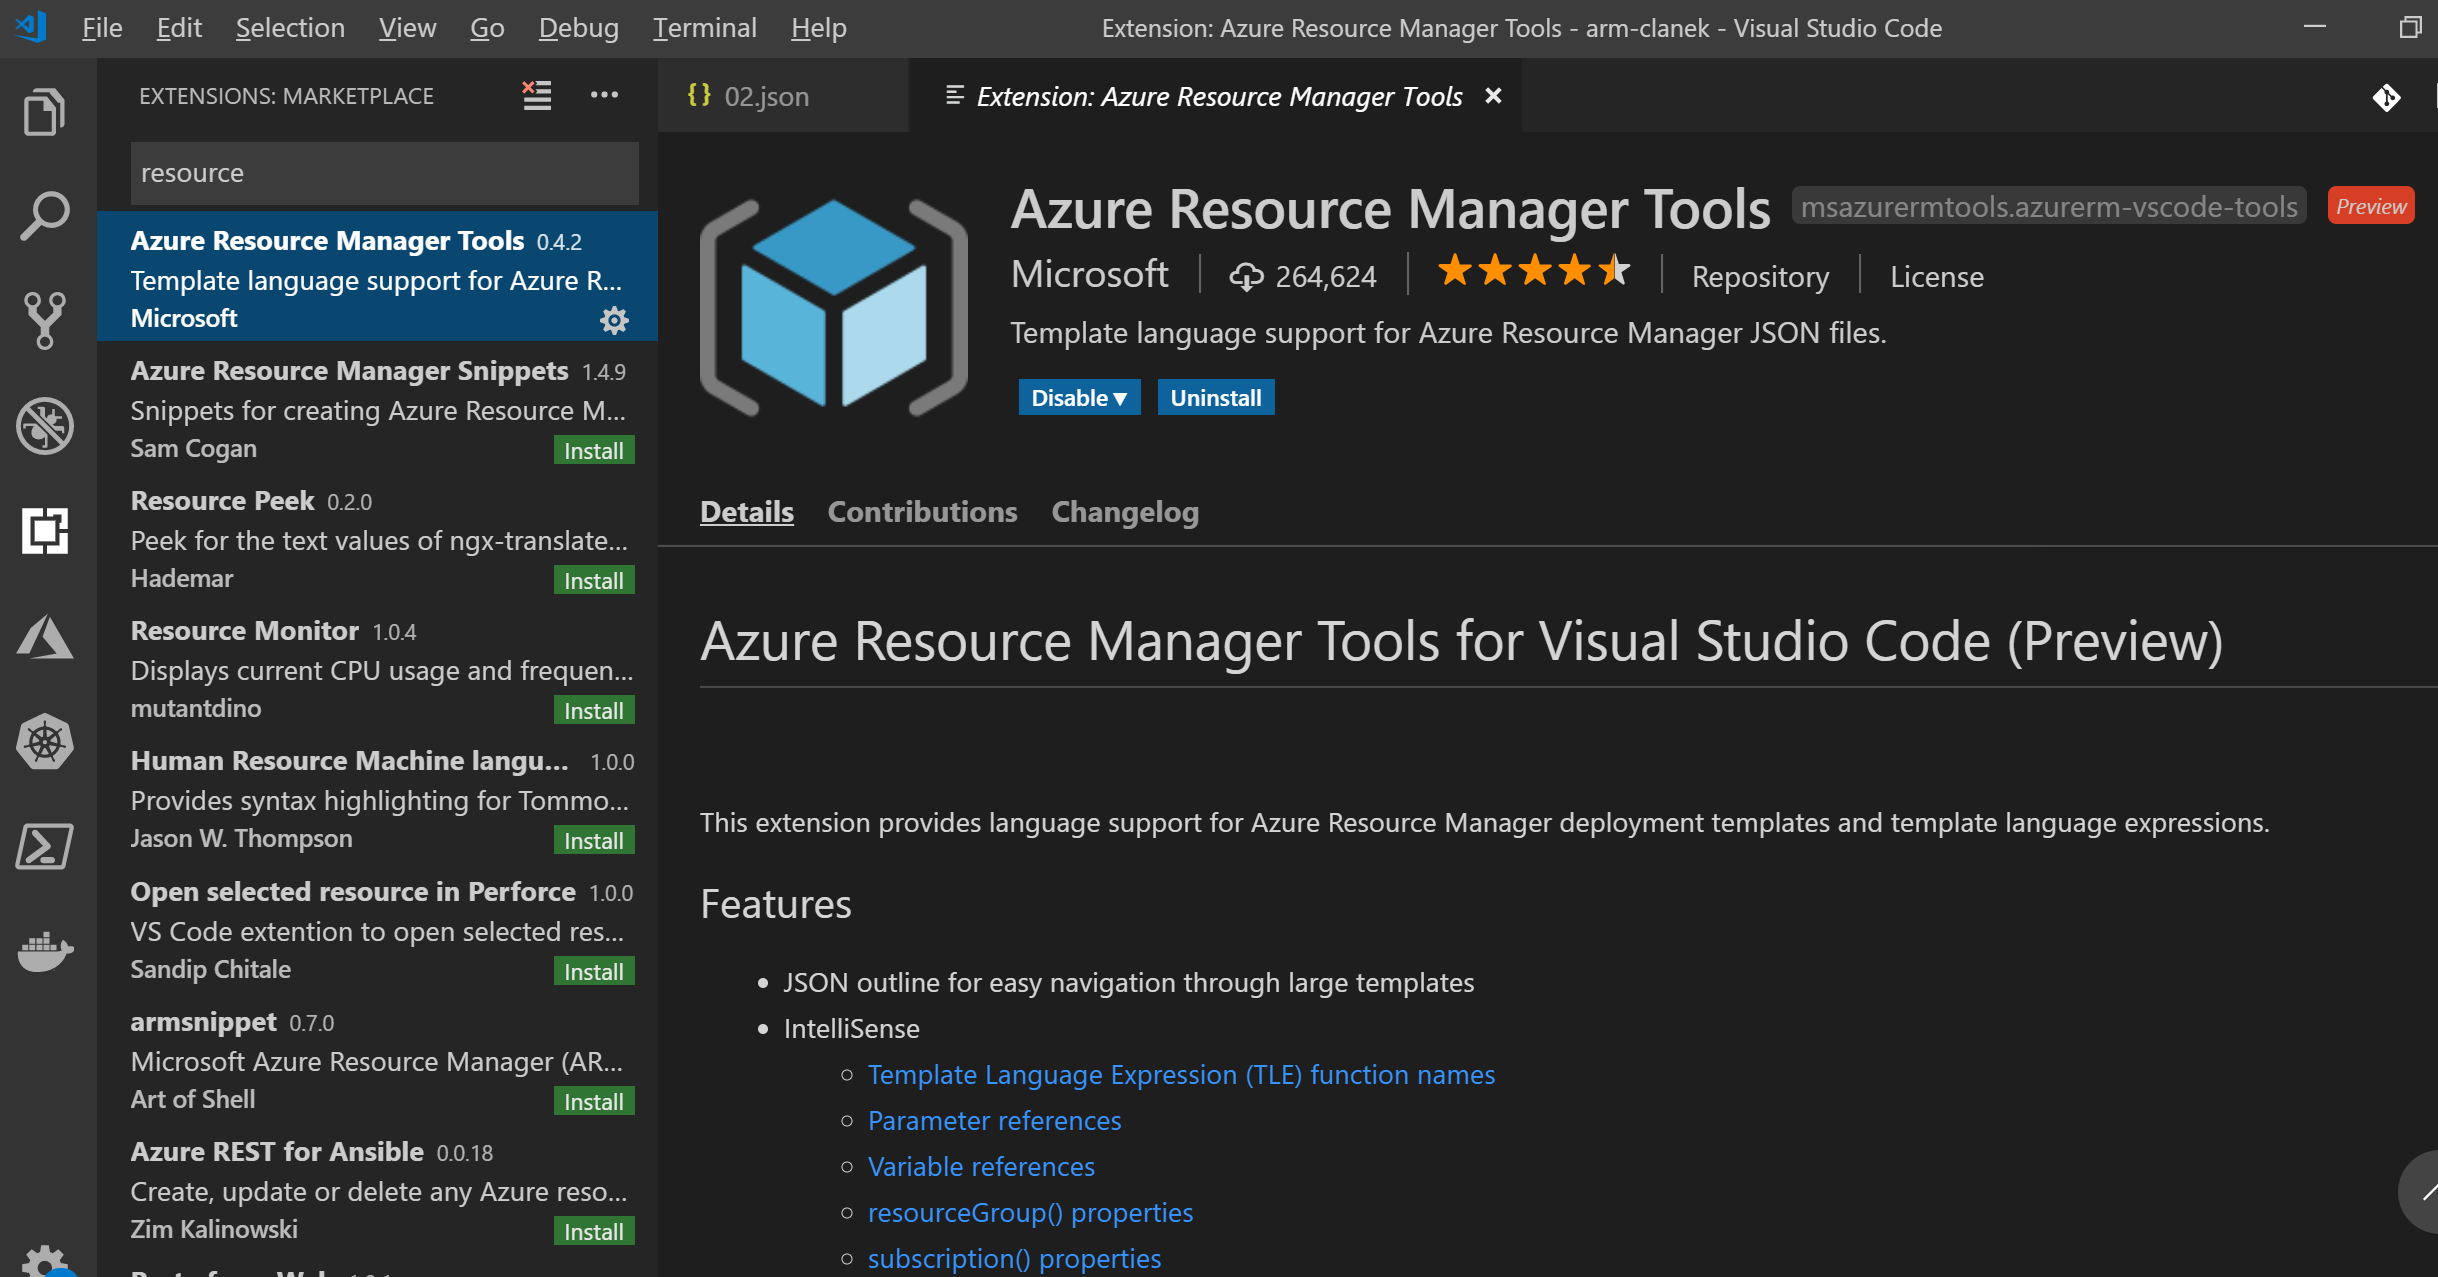 File Edit Selection View Go Debug Terminal Help
Extension: Azure Resource Manager Tools - arm-clanek - Visual Studio Code
EXTENSIONS: MARKETPLACE
resource
Azure Resource Manager Tools 0.4.2
Template language support for Azure R...
Microsoft
Azure Resource Manager Snippets 1.4.9
Snippets for creating Azure Resource M...
Sam Cogan
Install
Resource Peek 0.2.0
Peek for the text values of ngx-translate...
Hademar
Install
Resource Monitor 1.0.4
Displays current CPU usage and frequen...
mutantdino
Install
Human Resource Machine langu... 1.0.0
Provides syntax highlighting for Tommo...
Jason W. Thompson
Install
Open selected resource in Perforce 1.0.0
VS Code extention to open selected res...
Sandip Chitale
Install
armsnippet 0.7.0
Microsoft Azure Resource Manager (AR...
Art of Shell
Install
Azure REST for Ansible 0.0.18
Create, update or delete any Azure reso...
Zim Kalinowski
Install
{} 02.json
Extension: Azure Resource Manager Tools
Azure Resource Manager Tools msazurermtools.azurerm-vscode-tools Preview
Microsoft 264,624 Repository License
Template language support for Azure Resource Manager JSON files.
Disable Uninstall
Details Contributions Changelog
Azure Resource Manager Tools for Visual Studio Code (Preview)
This extension provides language support for Azure Resource Manager deployment templates and template language expressions.
Features
JSON outline for easy navigation through large templates
IntelliSense
Template Language Expression (TLE) function names
Parameter references
Variable references
resourceGroup() properties
subscription() properties